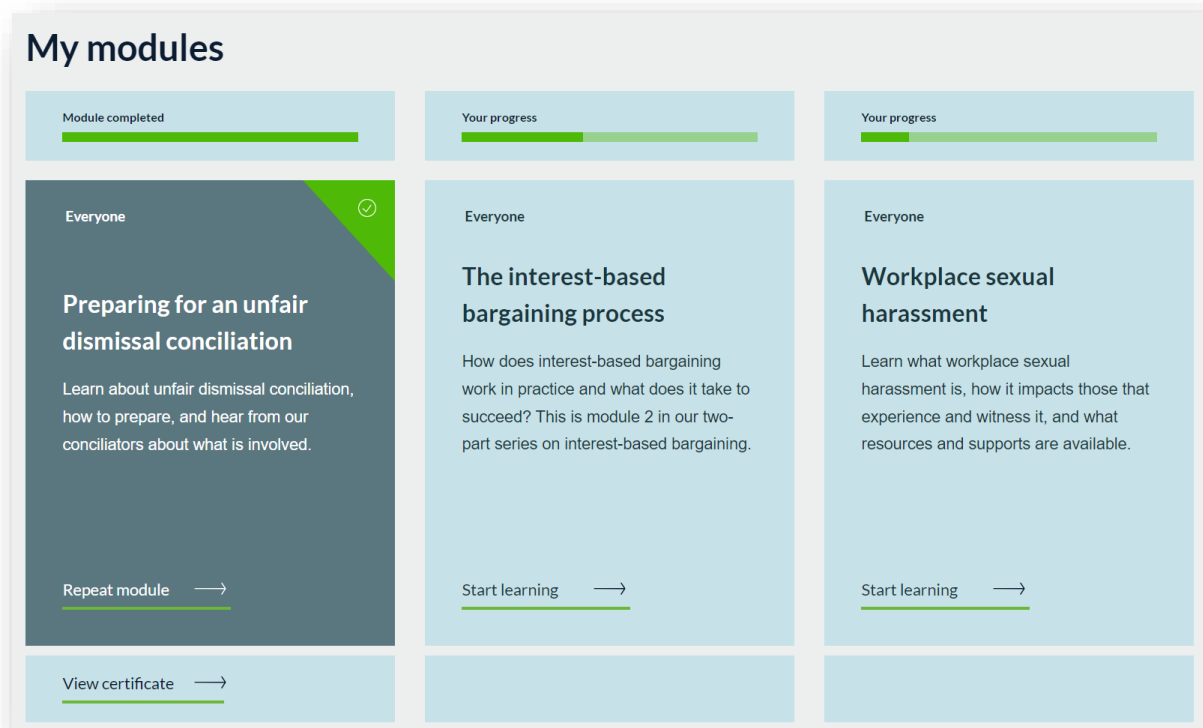 My modules
Module completed
Your progress
Your progress
Everyone
Preparing for an unfair
dismissal conciliation
Learn about unfair dismissal conciliation,
how to prepare, and hear from our
conciliators about what is involved.
Repeat module
View certificate
Everyone
The interest-based
bargaining process
How does interest-based bargaining
work in practice and what does it take to
succeed? This is module 2 in our two-
part series on interest-based bargaining.
Start learning
Everyone
Workplace sexual
harassment
Learn what workplace sexual
harassment is, how it impacts those that
experience and witness it, and what
resources and supports are available.
Start learning